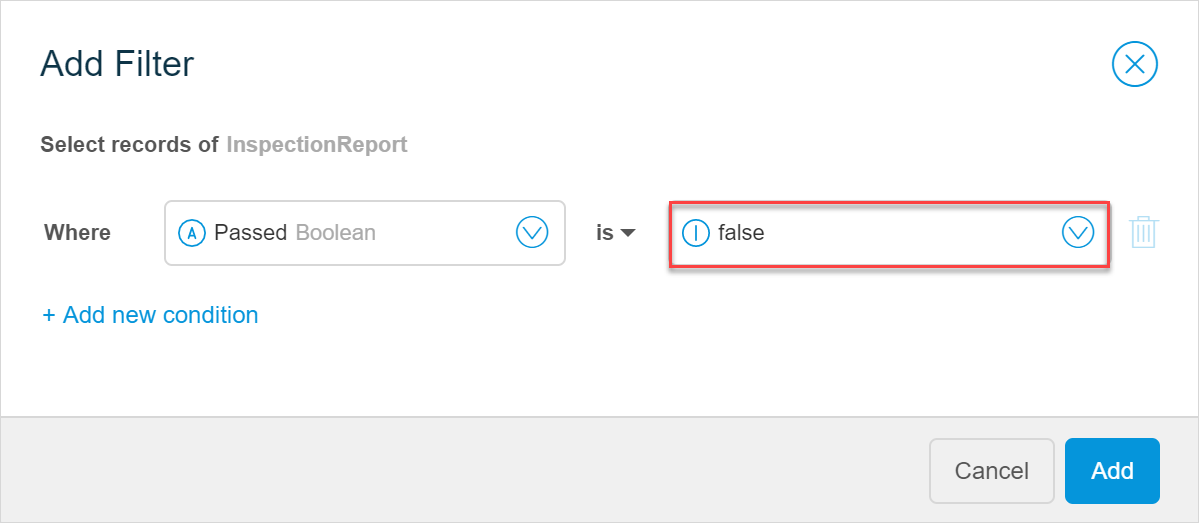 Add Filter
Select records of InspectionReport
Where A Passed Boolean is false
+ Add new condition
Cancel Add